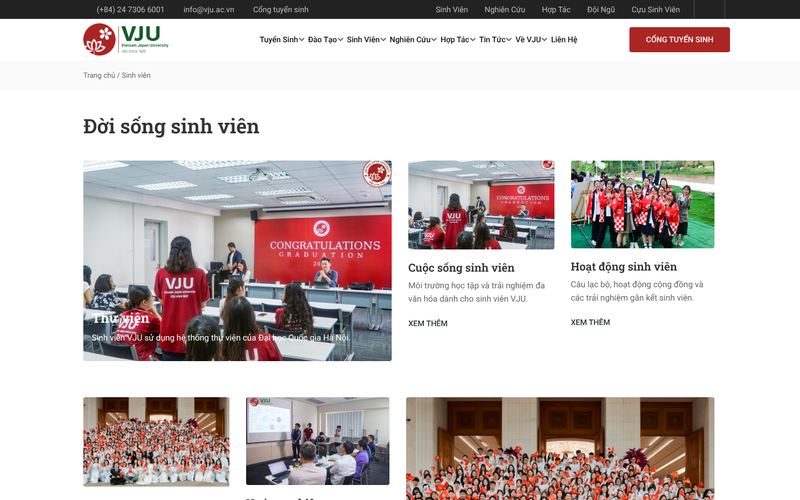 (+84) 24 7306 6001 info@vju.ac.vn Cổng tuyển sinh Sinh Viên Nghiên Cứu Hợp Tác Đội Ngũ Cựu Sinh Viên
VJU
Vietnam Japan University
Tuyển Sinh Đào Tạo Sinh Viên Nghiên Cứu Hợp Tác Tin Tức Về VJU Liên Hệ
CỔNG TUYỂN SINH
Trang chủ / Sinh viên
Đời sống sinh viên
CONGRATULATIONS
GRADUATION
VJU
Thư viện
Sinh viên VJU sử dụng hệ thống thư viện của Đại học Quốc gia Hà Nội.
VJU
Cuộc sống sinh viên
Môi trường học tập và trải nghiệm đa
văn hóa dành cho sinh viên VJU.
XEM THÊM
Hoạt động sinh viên
Câu lạc bộ, hoạt động cộng đồng và
các trải nghiệm gắn kết sinh viên.
XEM THÊM
VJU